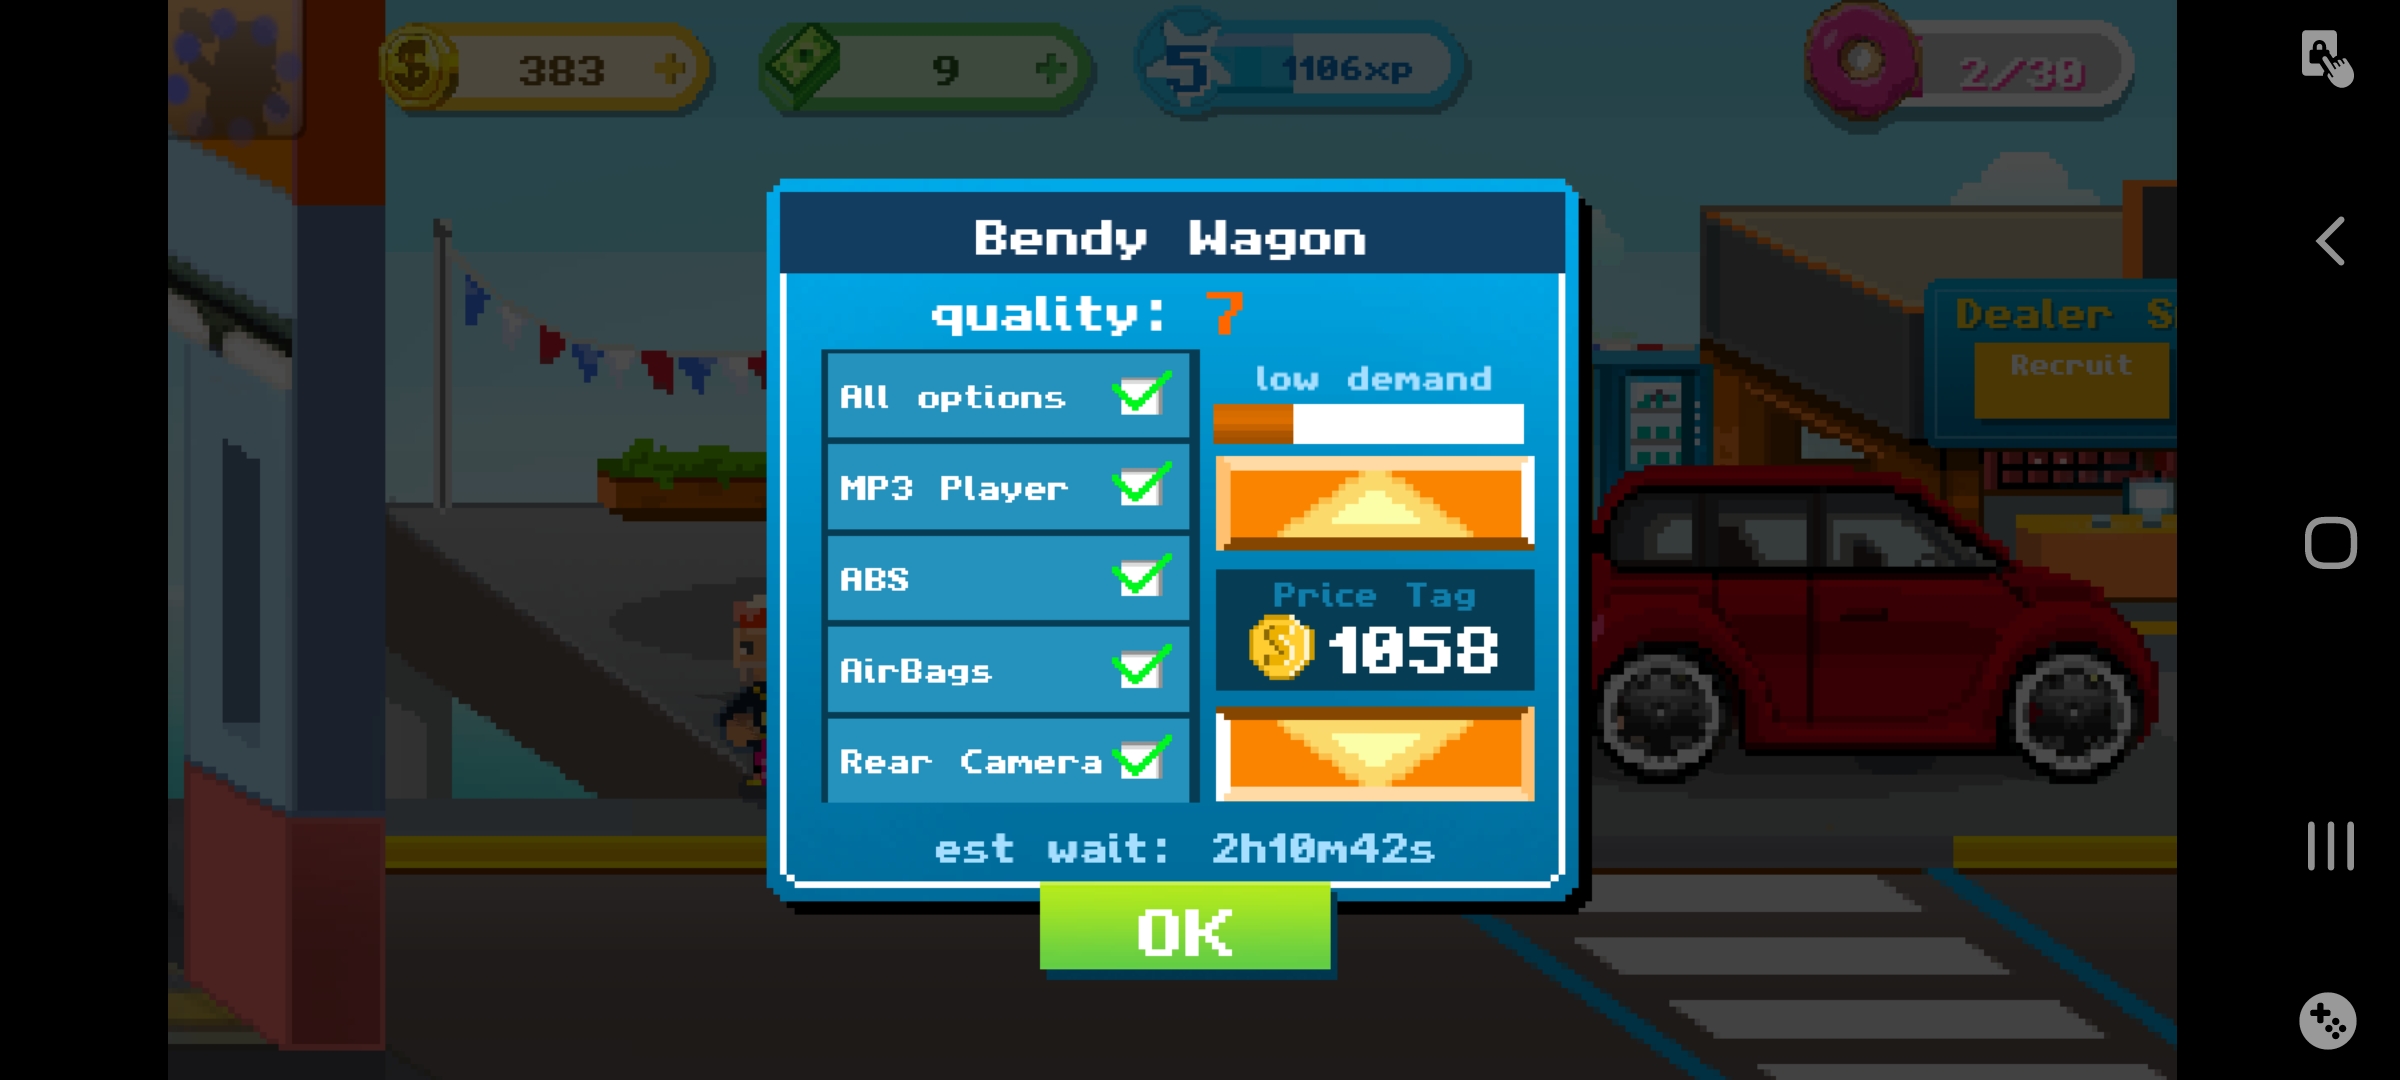 383
9
5
1106xp
2/30
Bendy Wagon
quality: 7
All options
MP3 Player
ABS
AirBags
Rear Camera
low demand
Price Tag
1058
est wait: 2h10m42s
OK
Dealer
Recruit